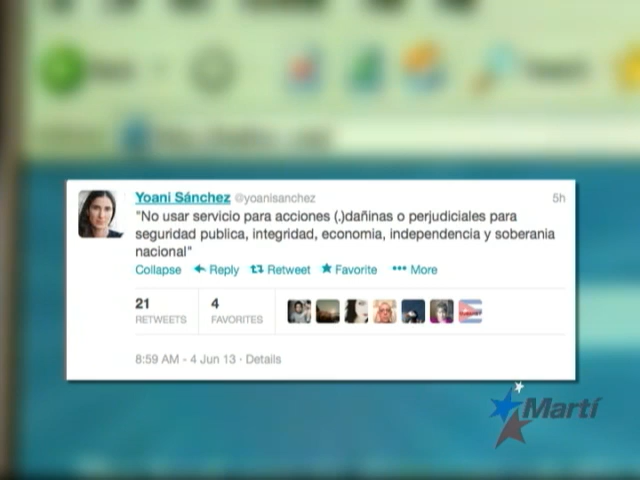 Yoani Sánchez @yoanisanchez 5h
"No usar servicio para acciones (.)dañinas o perjudiciales para
seguridad publica, integridad, economia, independencia y soberania
nacional"
Collapse Reply Retweet Favorite More
21 4
RETWEETS FAVORITES
8:59 AM - 4 Jun 13 · Details
Martí